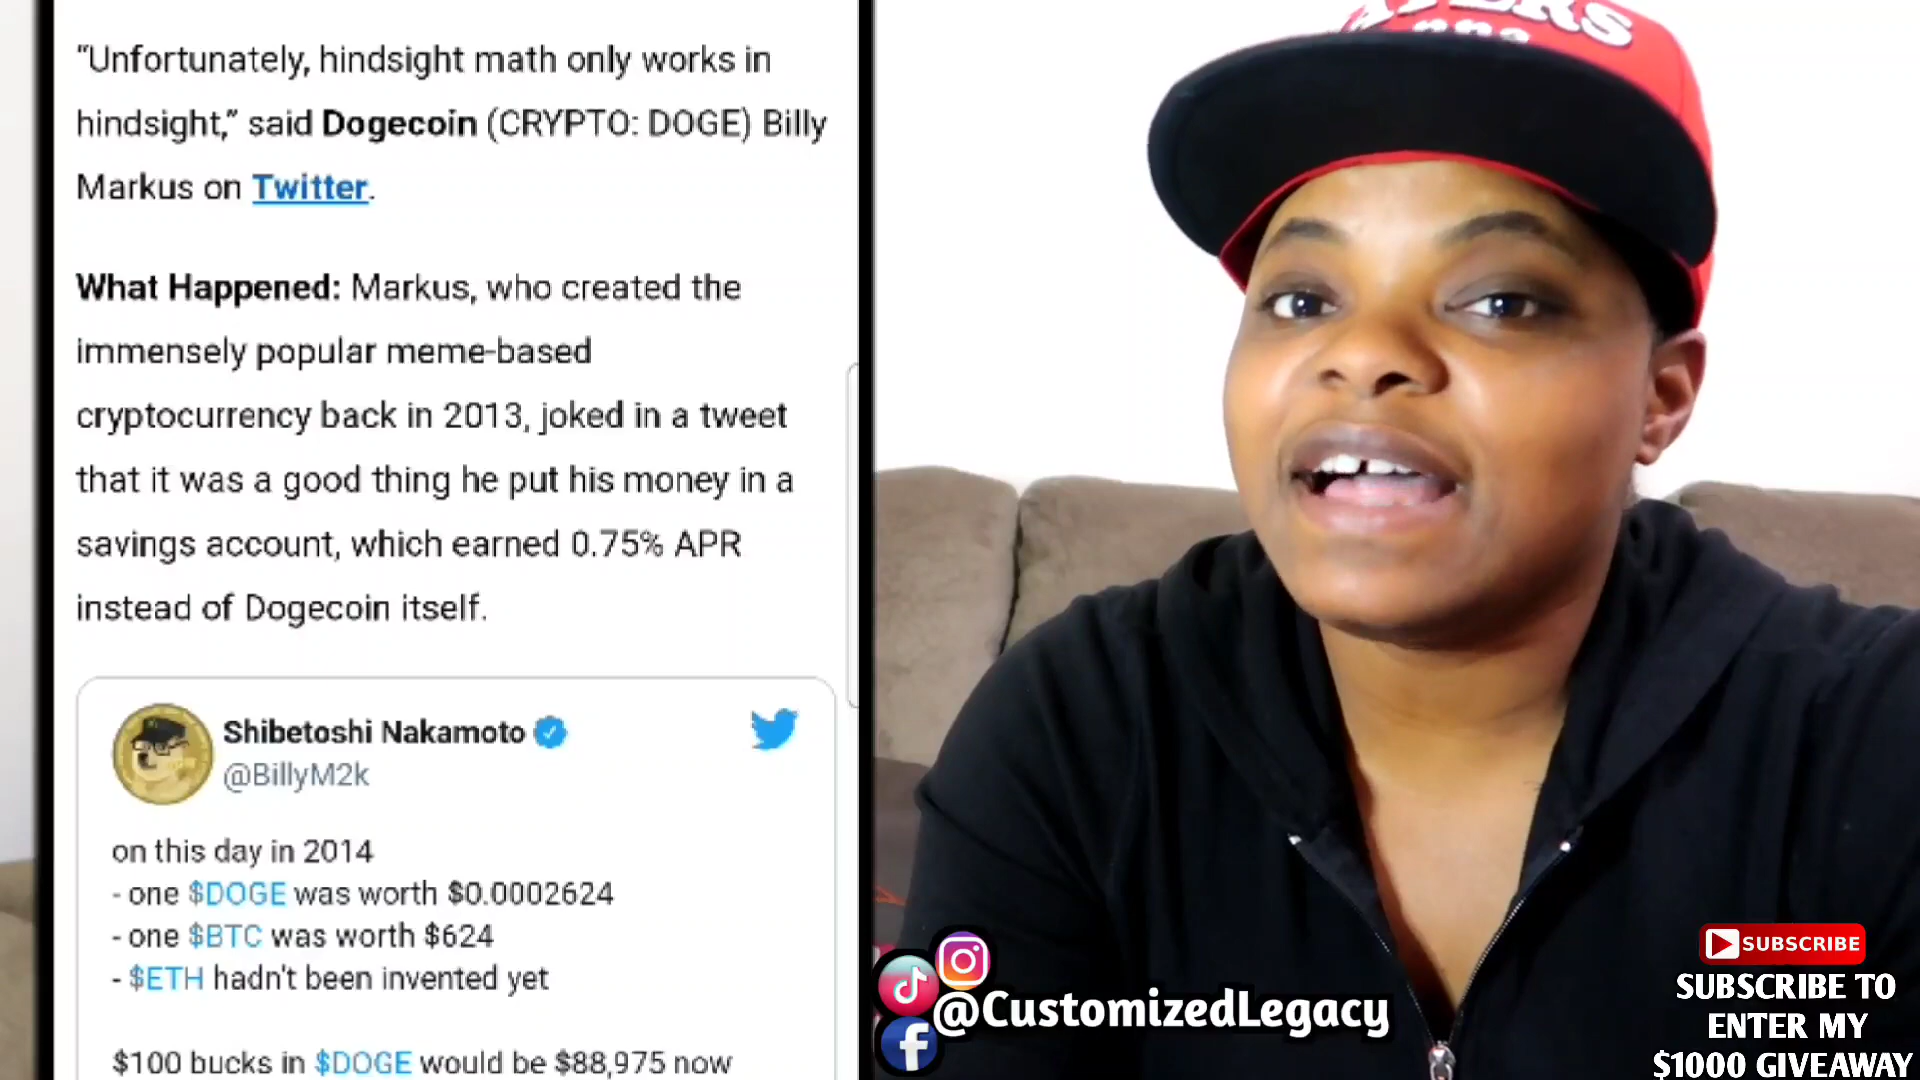 “Unfortunately, hindsight math only works in
hindsight,” said Dogecoin (CRYPTO: DOGE) Billy
Markus on Twitter.
What Happened: Markus, who created the
immensely popular meme-based
cryptocurrency back in 2013, joked in a tweet
that it was a good thing he put his money in a
savings account, which earned 0.75% APR
instead of Dogecoin itself.
Shibetoshi Nakamoto
@BillyM2k
on this day in 2014
- one $DOGE was worth $0.0002624
- one $BTC was worth $624
- $ETH hadn't been invented yet
$100 bucks in $DOGE would be $88,975 now
@CustomizedLegacy
SUBSCRIBE
SUBSCRIBE TO
ENTER MY
$1000 GIVEAWAY